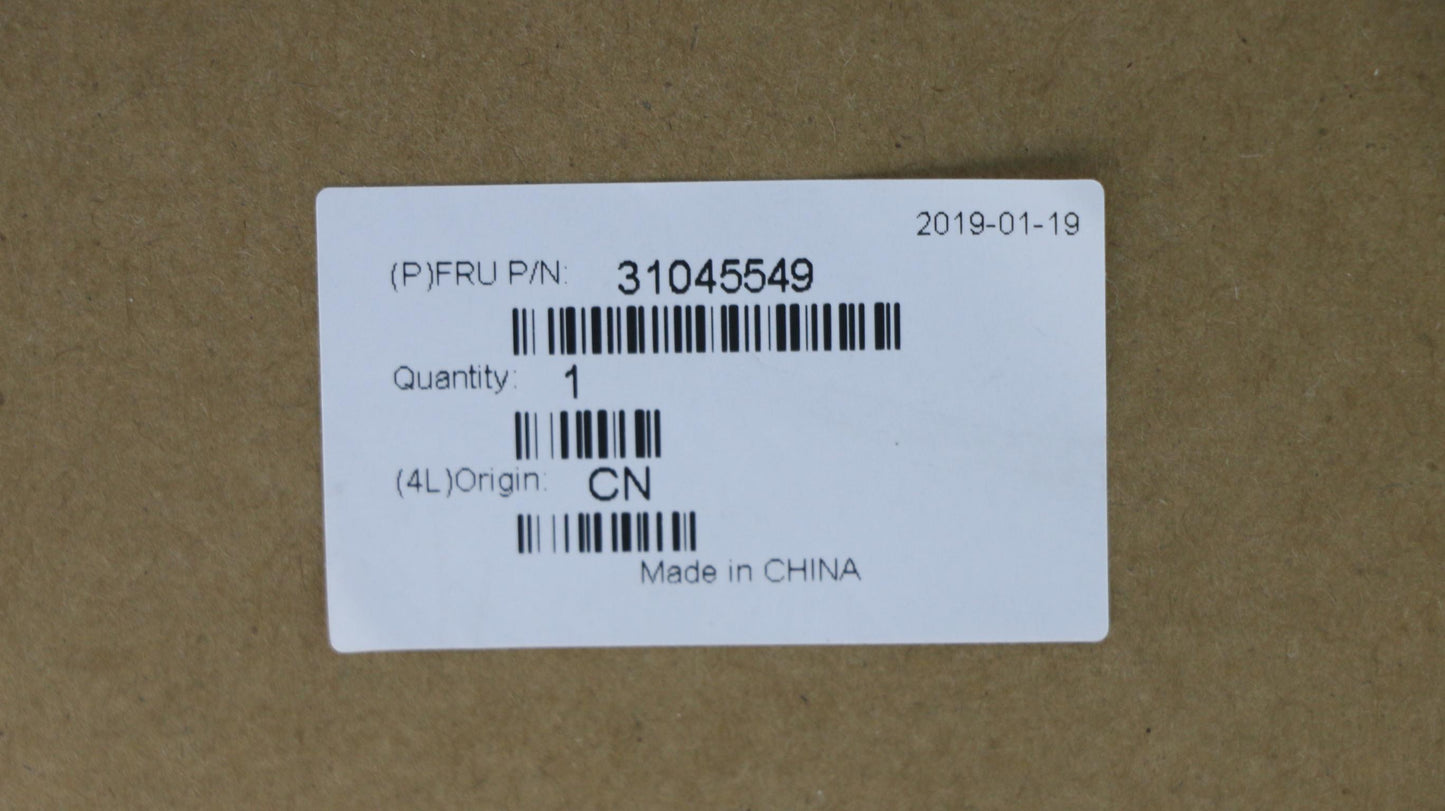 2019-01-19
(P)FRU P/N: 31045549
Quantity: 1
(4L)Origin: CN
Made in CHINA